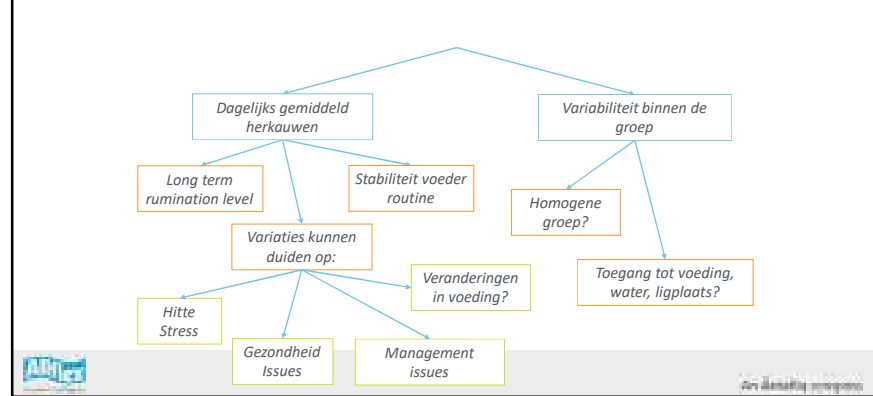 Dagelijks gemiddeld
herkauwen
Variabiliteit binnen de
groep
Long term
rumination level
Stabiliteit voeder
routine
Homogene
groep?
Variaties kunnen
duiden op:
Veranderingen
in voeding?
Toegang tot voeding,
water, ligplaats?
Hitte
Stress
Gezondheid
Issues
Management
issues